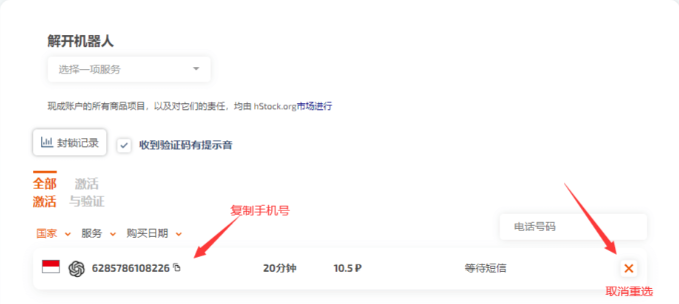 解开机器人
选择一项服务
现成账户的所有商品项目，以及对它们的责任，均由 hStock.org市场进行
封锁记录
收到验证码有提示音
全部 激活
激活 与验证
复制手机号
国家 服务 购买日期
电话号码
6285786108226 20分钟 10.5 ₽ 等待短信
取消重选